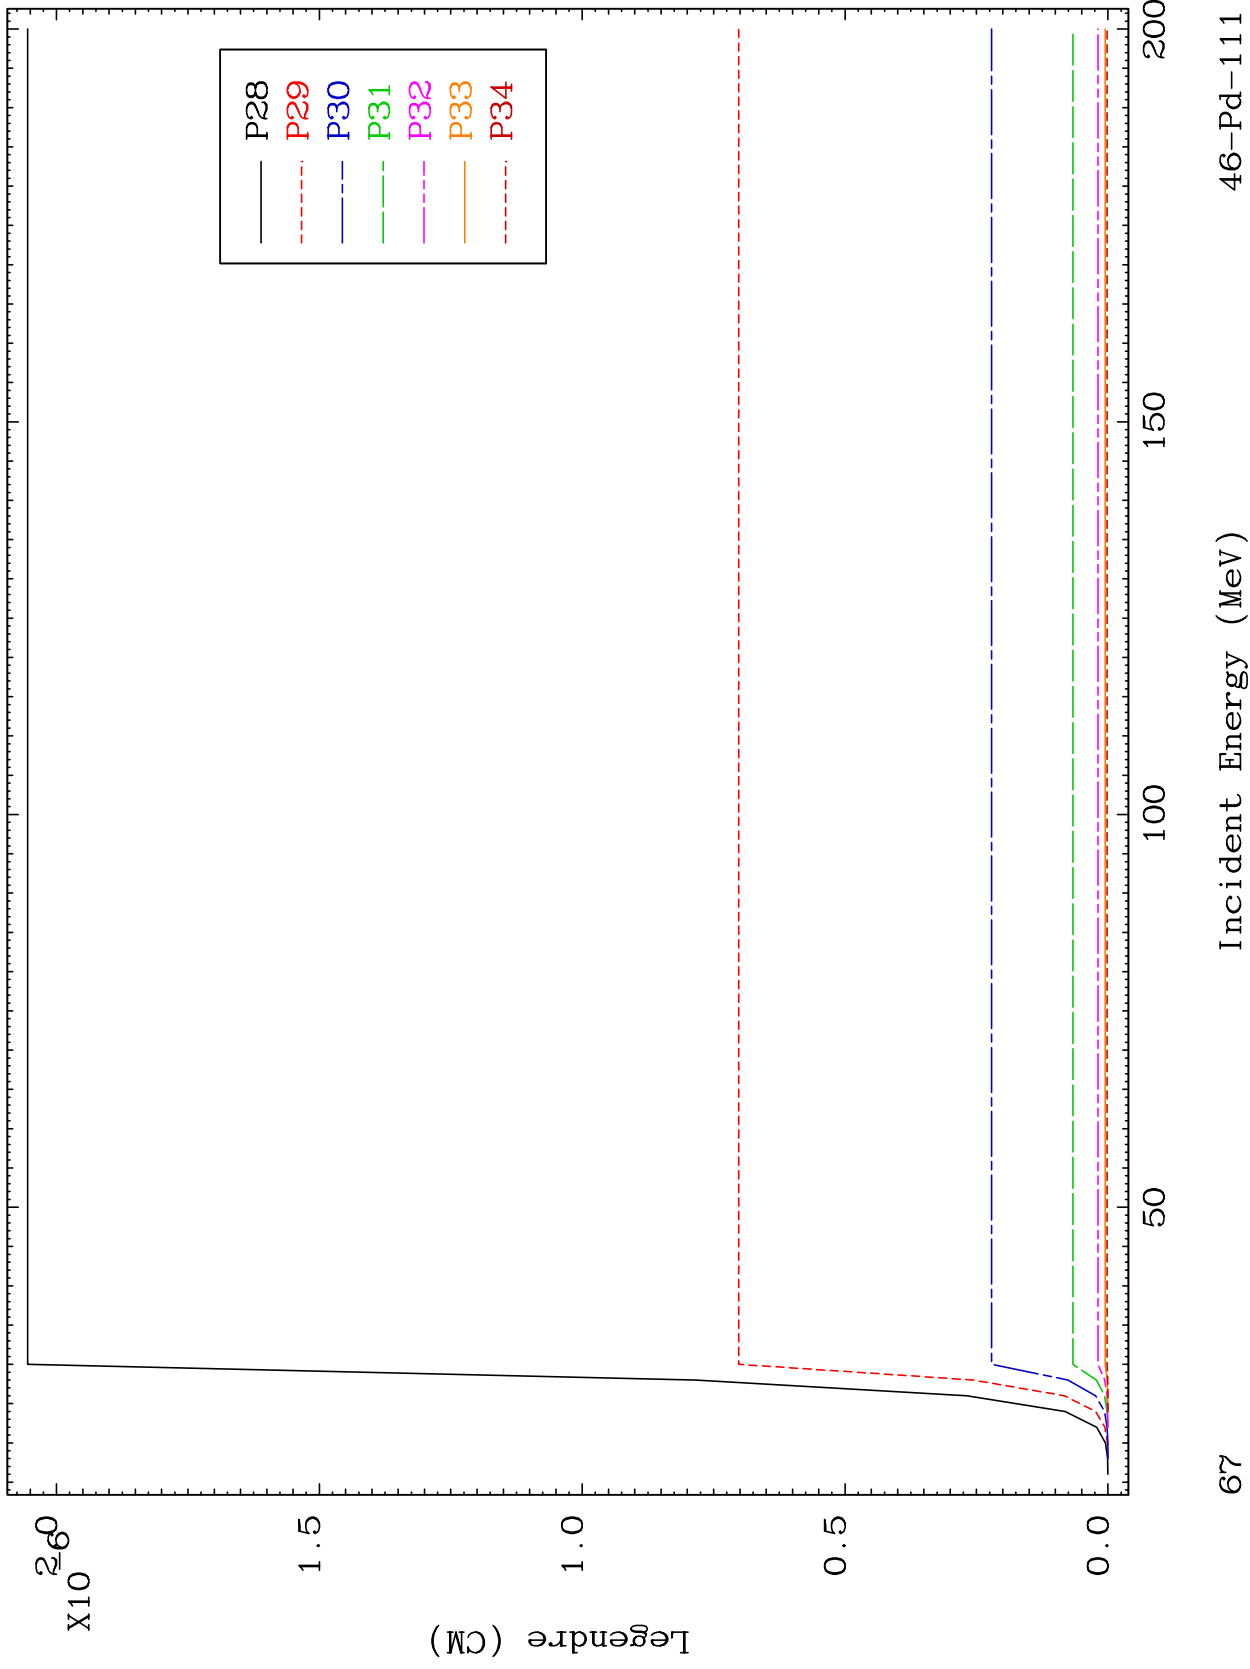 X10
-6
2.0
1.5
1.0
0.5
0.0
Legendre (CM)
P28
P29
P30
P31
P32
P33
P34
50
100
150
200
Incident Energy (MeV)
67
46-Pd-111